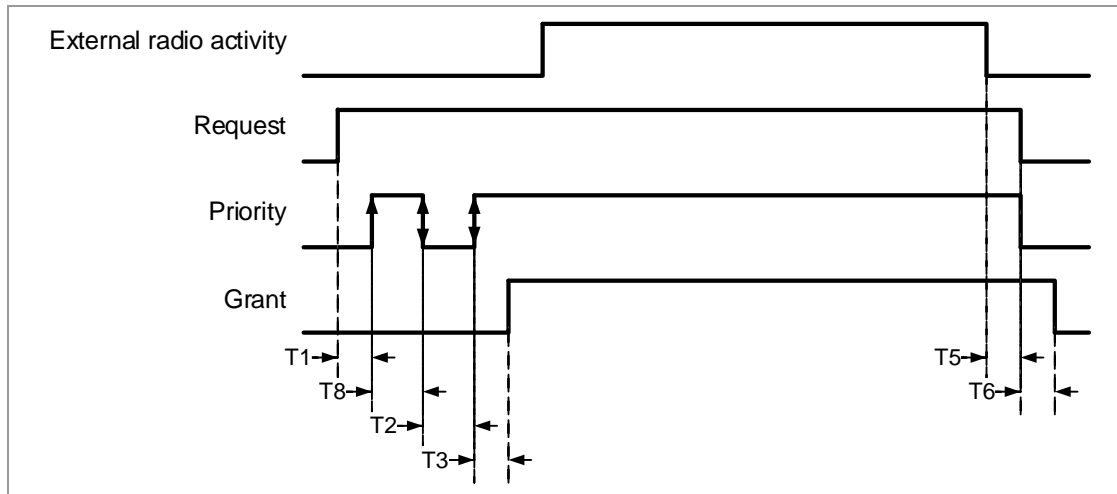 External radio activity
Request
Priority
Grant
T1
T5
T8
T6
T2
T3